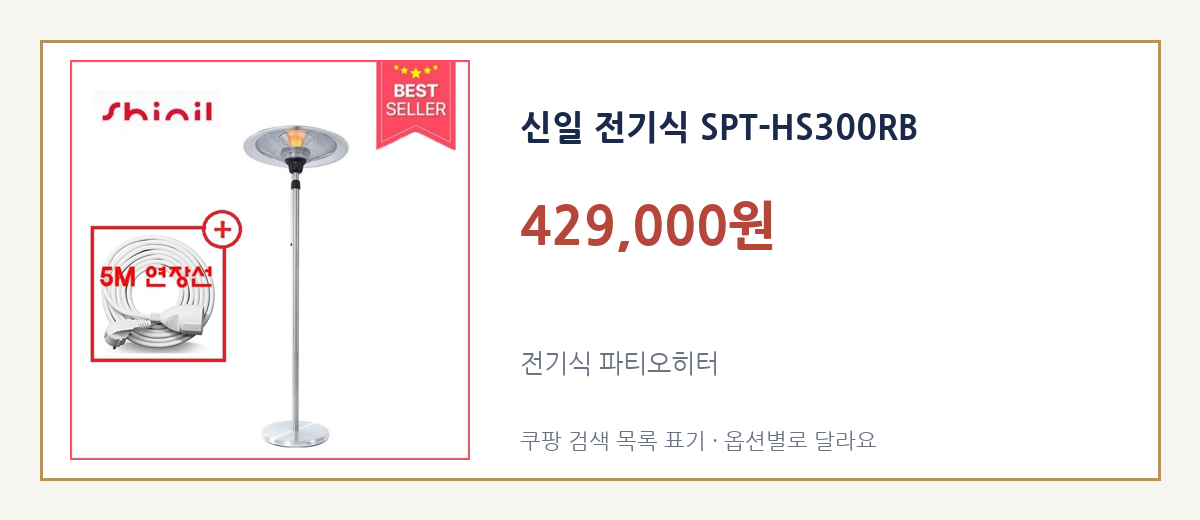 Shinil
BEST
SELLER
+
5M 연장선
신일 전기식 SPT-HS300RB
429,000원
전기식 파티오히터
쿠팡 검색 목록 표기 · 옵션별로 달라요